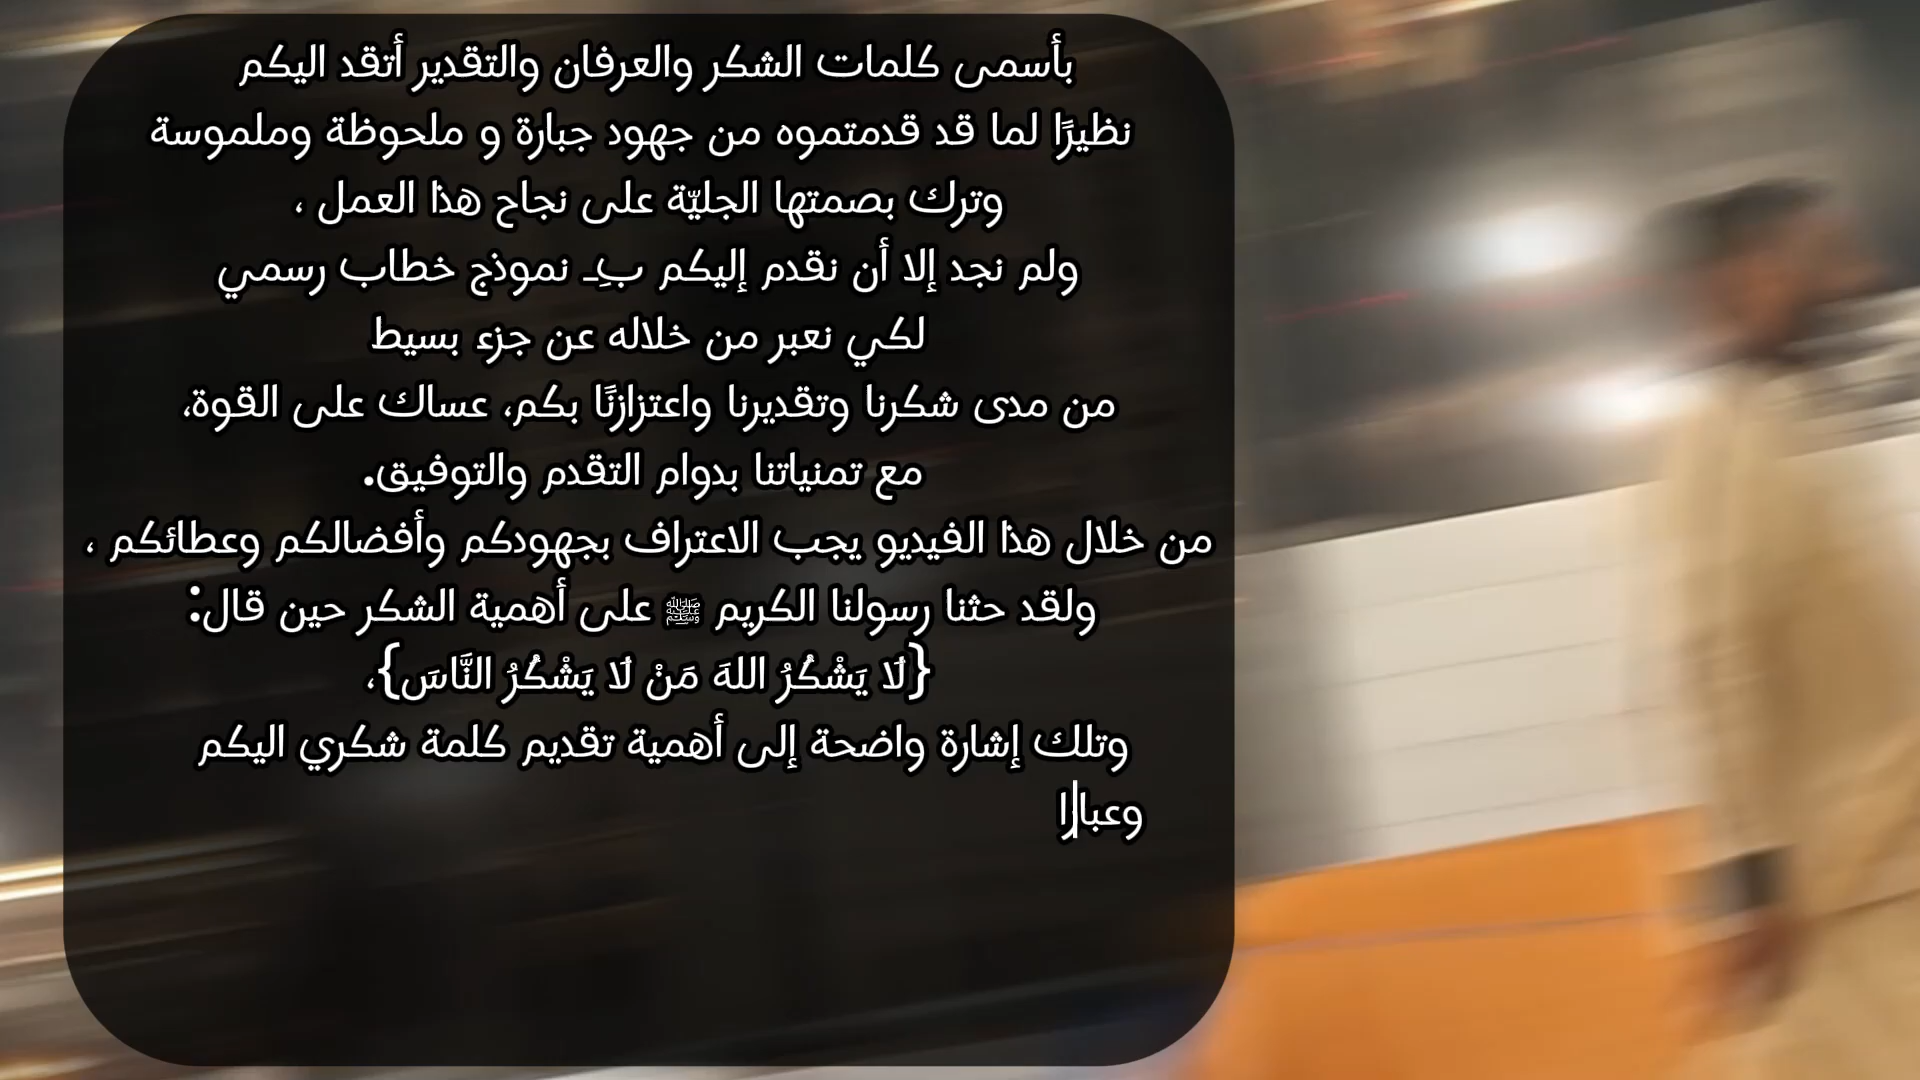 بأسمى كلمات الشكر والعرفان والتقدير أتقد اليكم
نظيرًا لما قد قدمتموه من جهود جبارة و ملحوظة وملموسة
وترك بصمتها الجليّة على نجاح هذا العمل ،
ولم نجد إلا أن نقدم إليكم بِـ نموذج خطاب رسمي
لكي نعبر من خلاله عن جزء بسيط
من مدى شكرنا وتقديرنا واعتزازنًا بكم، عساك على القوة،
مع تمنياتنا بدوام التقدم والتوفيق.
من خلال هذا الفيديو يجب الاعتراف بجهودكم وأفضالكم وعطائكم ،
ولقد حثنا رسولنا الكريم ﷺ على أهمية الشكر حين قال:
{لَا يَشْكُرُ اللهَ مَنْ لَا يَشْكُرُ النَّاسَ}،
وتلك إشارة واضحة إلى أهمية تقديم كلمة شكري اليكم
وعبارا